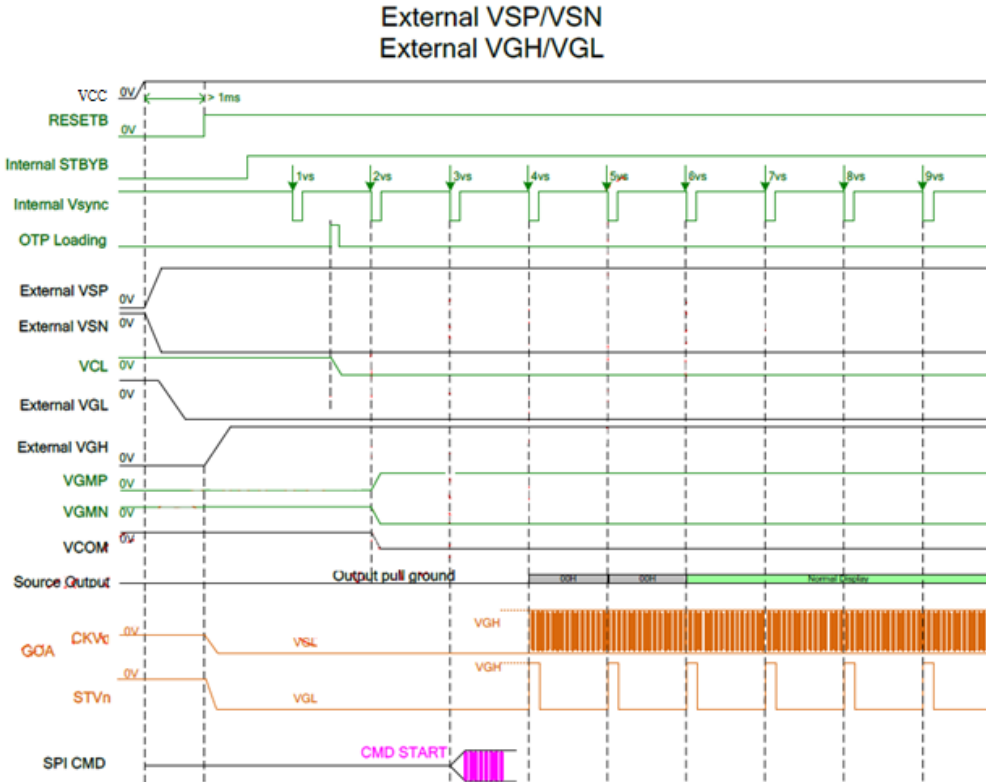 External VSP/VSN
External VGH/VGL
VCC 0V > 1ms
RESETB 0V
Internal STBYB
1vs 2vs 3vs 4vs 5vs 6vs 7vs 8vs 9vs
Internal Vsync
OTP Loading
External VSP 0V
External VSN 0V
VCL 0V
External VGL 0V
External VGH 0V
VGMP 0V
VGMN 0V
VCOM 0V
Source Output Output pull ground 00H 00H Normal Display
GOA CKVc 0V VGL VGH
STVn 0V VGL VGH
SPI CMD CMD START